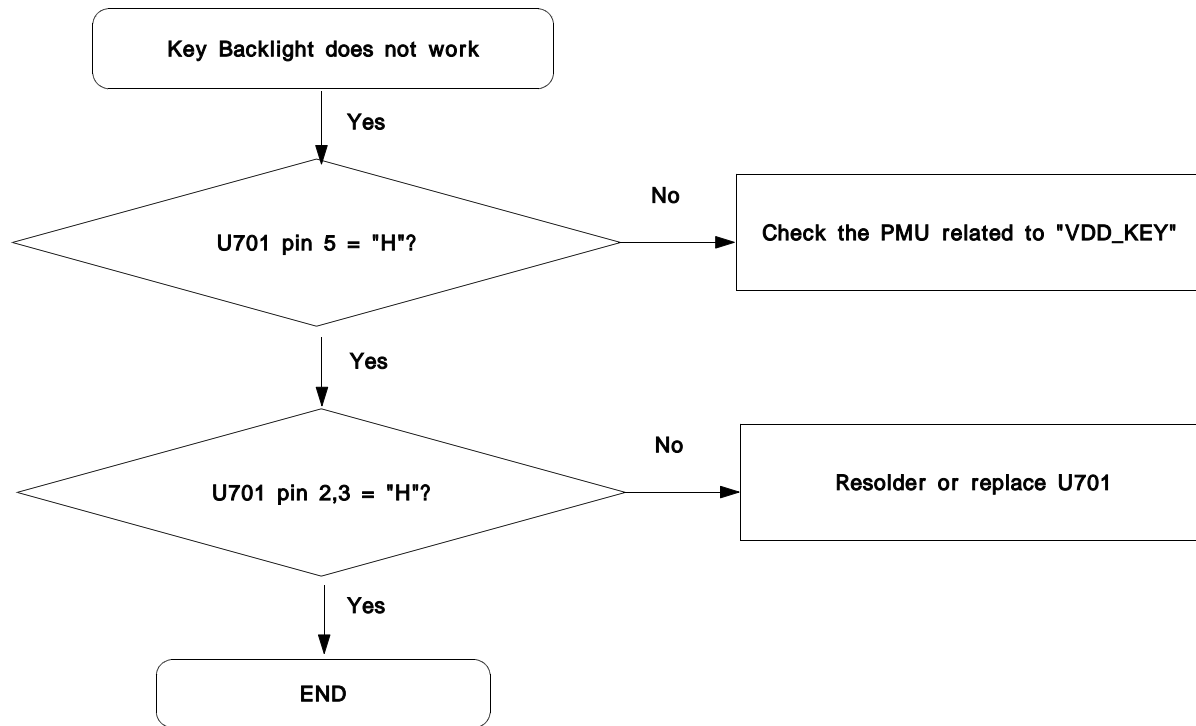 Key Backlight does not work
Yes
U701 pin 5 = "H"?
No
Check the PMU related to "VDD_KEY"
Yes
U701 pin 2,3 = "H"?
No
Resolder or replace U701
Yes
END